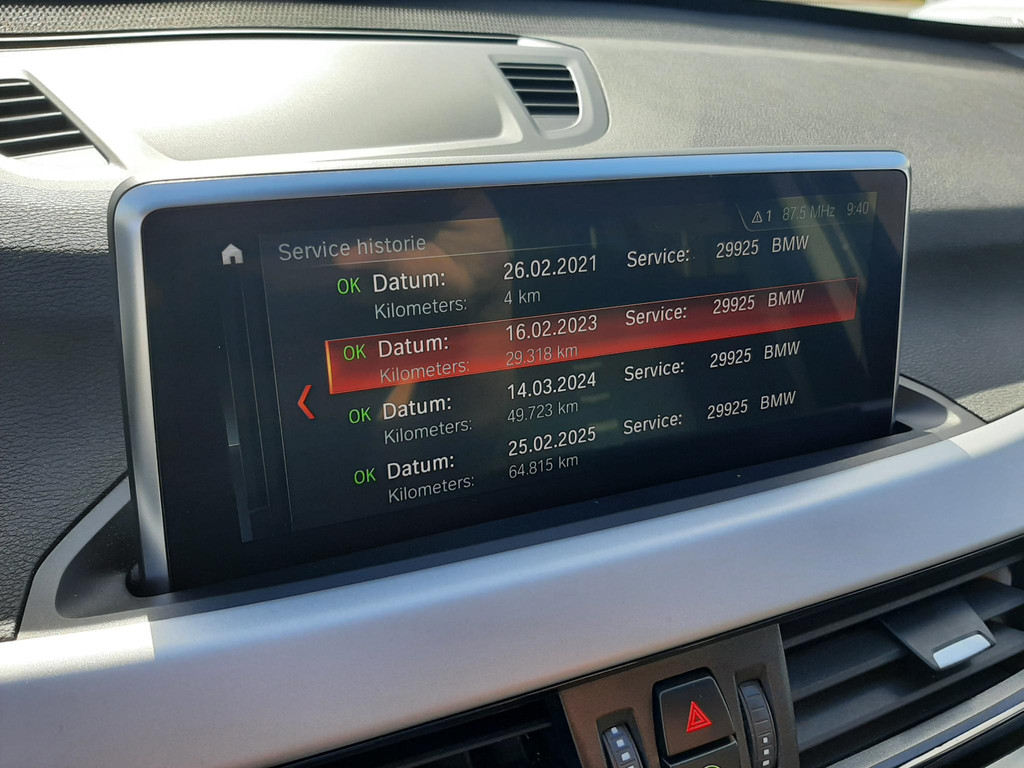 1 87.5 MHz 9:40
Service historie
OK Datum: 26.02.2021 Service: 29925 BMW
Kilometers: 4 km
OK Datum: 16.02.2023 Service: 29925 BMW
Kilometers: 29.318 km
OK Datum: 14.03.2024 Service: 29925 BMW
Kilometers: 49.723 km
OK Datum: 25.02.2025 Service: 29925 BMW
Kilometers: 64.815 km